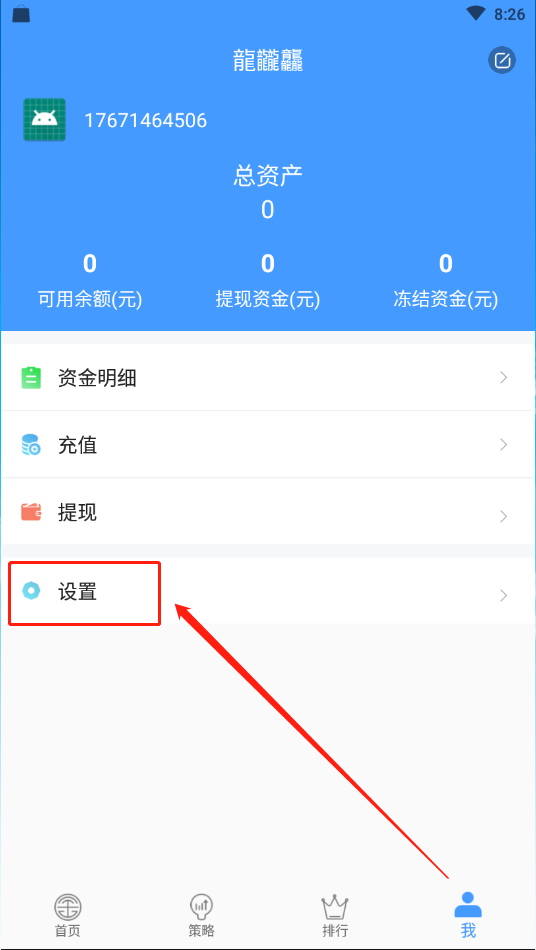 8:26
龍龖龘
17671464506
总资产
0
0 0 0
可用余额(元) 提现资金(元) 冻结资金(元)
资金明细
充值
提现
设置
首页 策略 排行 我